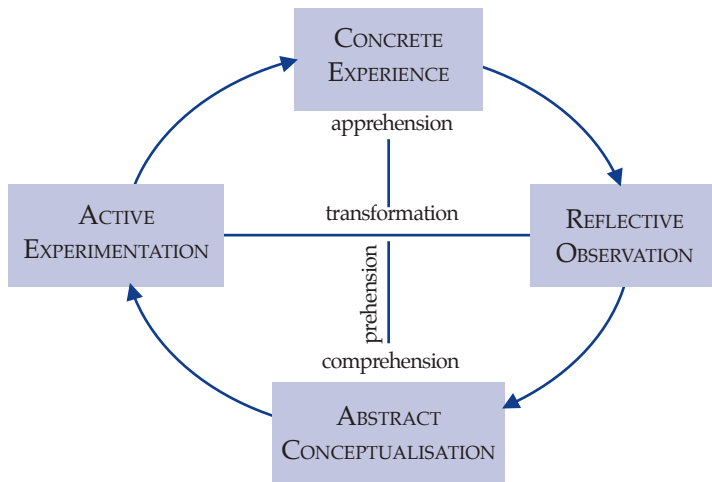 CONCRETE
EXPERIENCE
apprehension
ACTIVE
EXPERIMENTATION
transformation
REFLECTIVE
OBSERVATION
prehension
comprehension
ABSTRACT
CONCEPTUALISATION